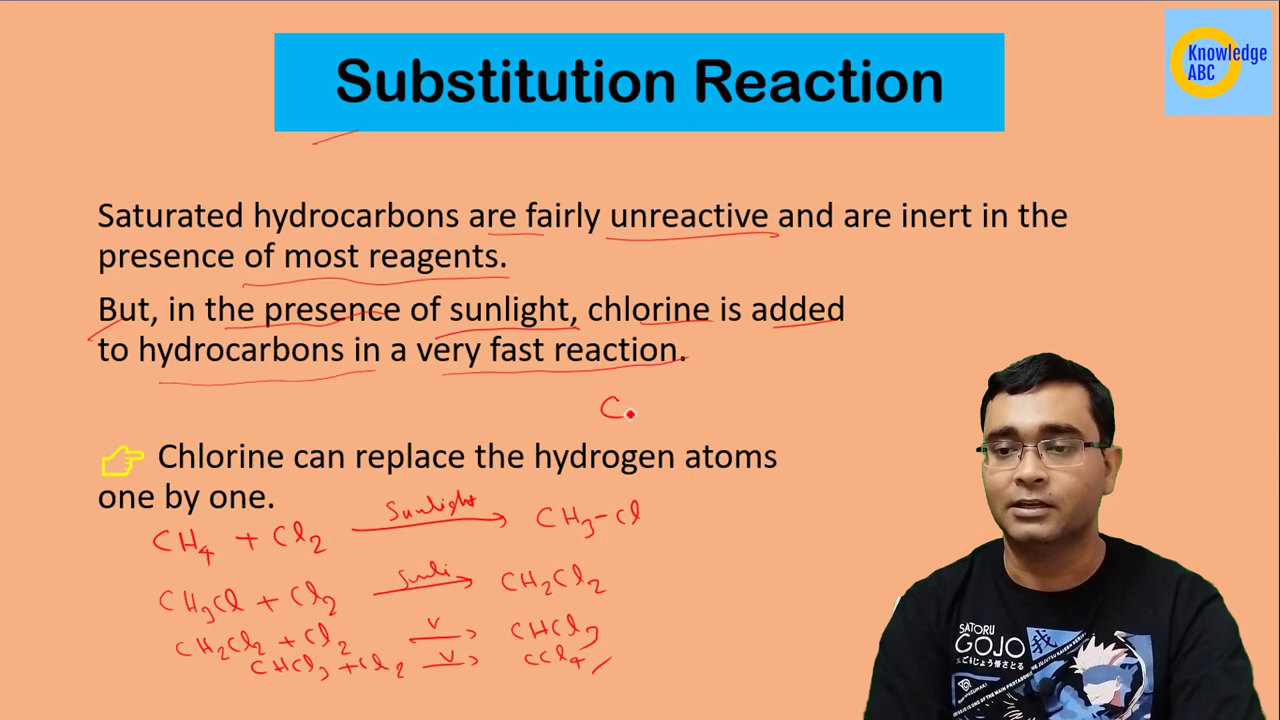 Substitution Reaction
Knowledge
ABC
Saturated hydrocarbons are fairly unreactive and are inert in the
presence of most reagents.
But, in the presence of sunlight, chlorine is added
to hydrocarbons in a very fast reaction.
C
Chlorine can replace the hydrogen atoms
one by one.
CH4 + Cl2 Sunlight CH3-Cl
CH3Cl + Cl2 Sunli CH2Cl2
CH2Cl2 + Cl2 V CHCl3
CHCl3 + Cl2 V CCl4
SATORU
GOJO 我